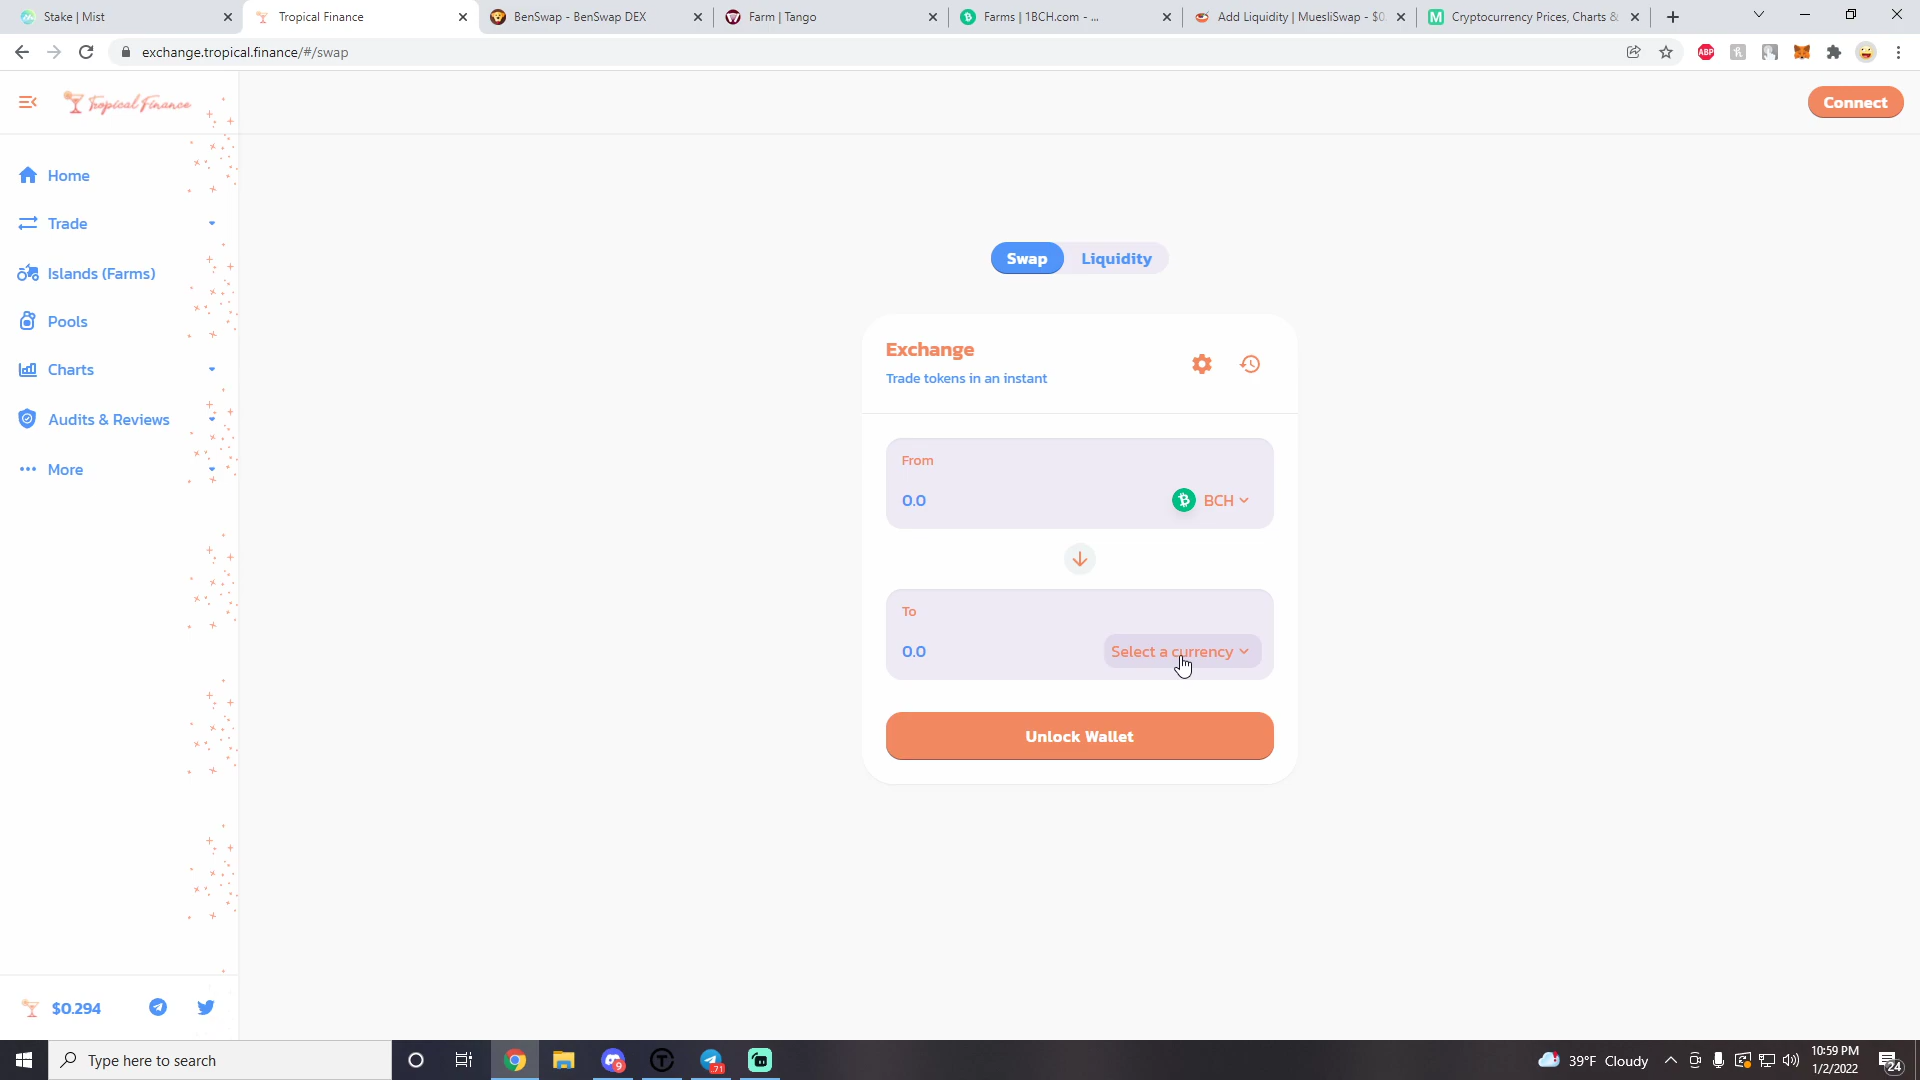 Stake | Mist
Tropical Finance
BenSwap - BenSwap DEX
Farm | Tango
Farms | 1BCH.com - ...
Add Liquidity | MuesliSwap - $0.
M
Cryptocurrency Prices, Charts &
exchange.tropical.finance/#/swap
ABP
Tropical Finance
Connect
Home
Trade
Islands (Farms)
Pools
Charts
Audits & Reviews
More
Swap
Liquidity
Exchange
Trade tokens in an instant
From
0.0
BCH
To
0.0
Select a currency
Unlock Wallet
$0.294
Type here to search
9
T
71
39°F Cloudy
10:59 PM
1/2/2022
24